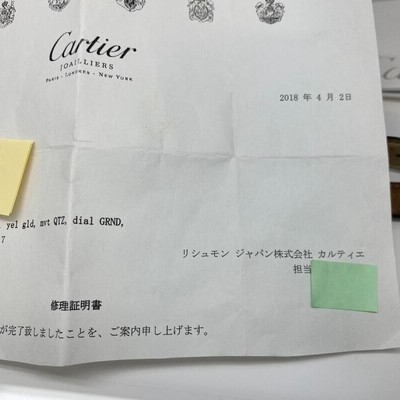 Cartier
JOAILLIERS
PARIS - LONDRES - NEW YORK
2018 年 4 月 2日
yel gld, mvt QTZ, dial GRND,
7
リシュモン ジャパン株式会社 カルティエ
担当
修理証明書
が完了致しましたことを、ご案内申し上げます。